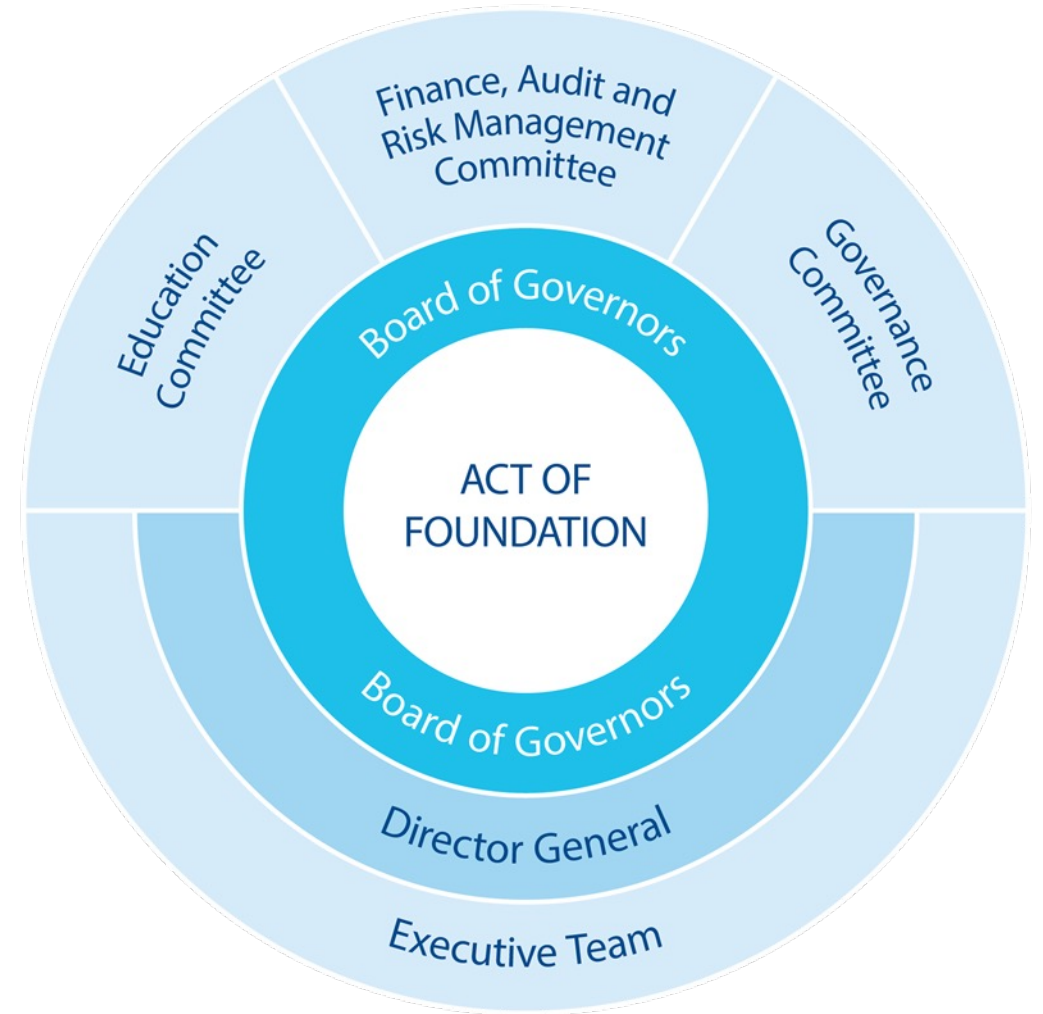 Finance, Audit and
Risk Management
Committee
Education
Committee
Governance
Committee
Board of Governors
ACT OF
FOUNDATION
Board of Governors
Director General
Executive Team